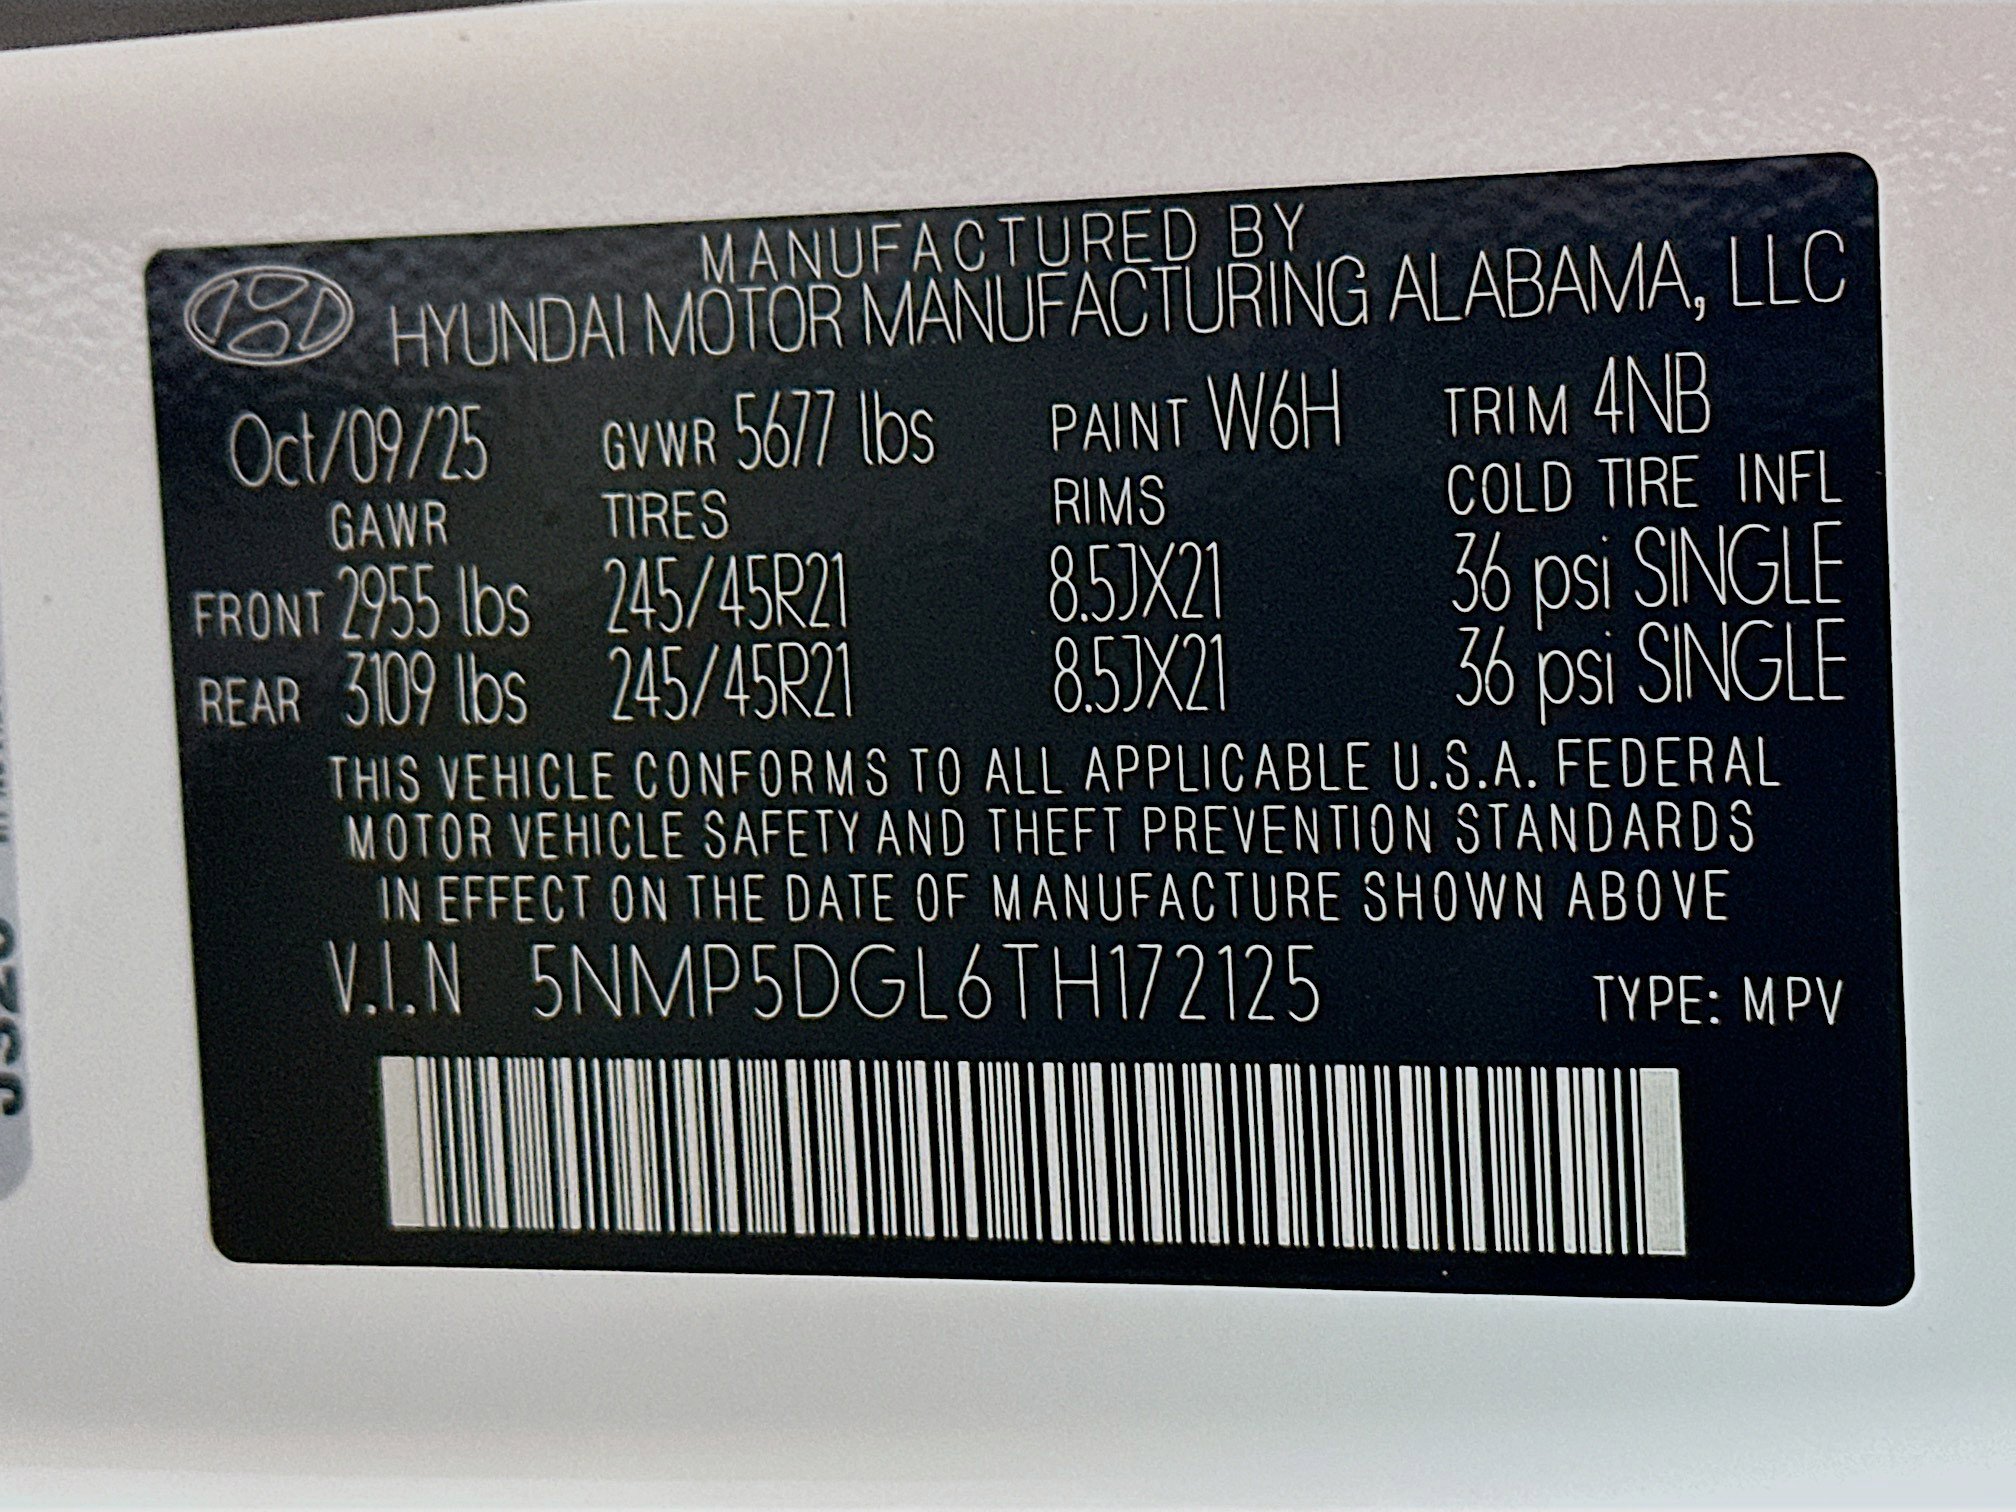 MANUFACTURED BY
HYUNDAI MOTOR MANUFACTURING ALABAMA, LLC
Oct/09/25 GVWR 5677 lbs PAINT W6H TRIM 4NB
GAWR TIRES RIMS COLD TIRE INFL
FRONT 2955 lbs 245/45R21 8.5JX21 36 psi SINGLE
REAR 3109 lbs 245/45R21 8.5JX21 36 psi SINGLE
THIS VEHICLE CONFORMS TO ALL APPLICABLE U.S.A. FEDERAL
MOTOR VEHICLE SAFETY AND THEFT PREVENTION STANDARDS
IN EFFECT ON THE DATE OF MANUFACTURE SHOWN ABOVE
V.I.N 5NMP5DGL6TH172125 TYPE: MPV